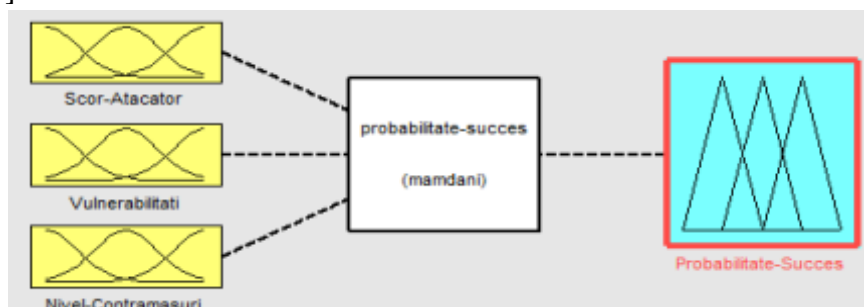 Scor-Atacator
probabilitate-succes
(mamdani)
Vulnerabilitati
Probabilitate-Succes
Nivel-Contramasuri